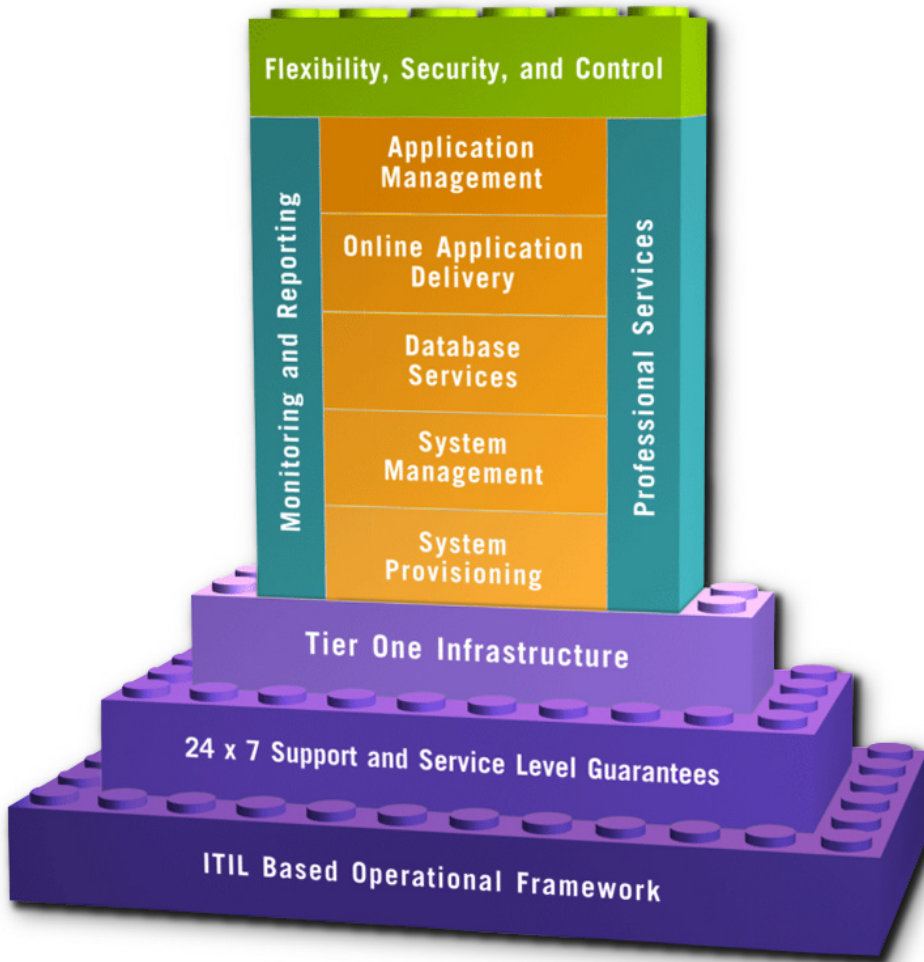 Flexibility, Security, and Control
Monitoring and Reporting
Application
Management
Online Application
Delivery
Database
Services
System
Management
System
Provisioning
Professional Services
Tier One Infrastructure
24 x 7 Support and Service Level Guarantees
ITIL Based Operational Framework